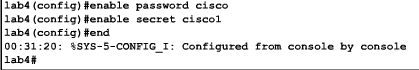 lab4(config)#enable password cisco
lab4(config)#enable secret cisco1
lab4(config)#end
00:31:20: %SYS-5-CONFIG_I: Configured from console by console
lab4#